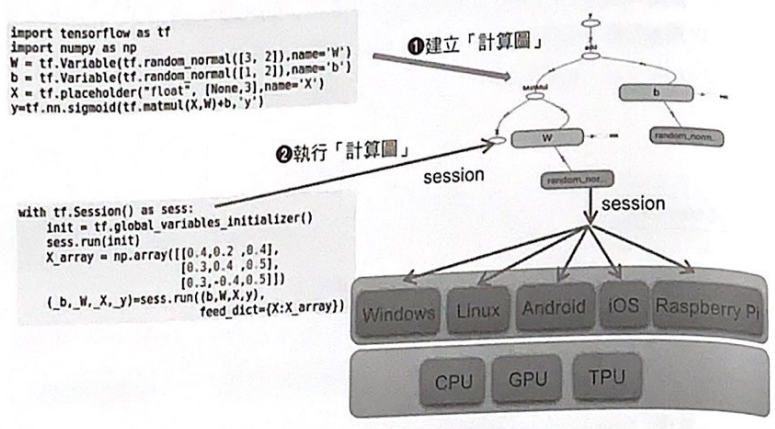 import tensorflow as tf
import numpy as np
W = tf.Variable(tf.random_normal([3, 2]),name='W')
b = tf.Variable(tf.random_normal([1, 2]),name='b')
X = tf.placeholder("float", [None,3],name='X')
y=tf.nn.sigmoid(tf.matmul(X,W)+b,'y')
❶建立「計算圖」
y
add
MatMul
b
W
random_norm...
random_nor...
❷執行「計算圖」
session
session
with tf.Session() as sess:
init = tf.global_variables_initializer()
sess.run(init)
X_array = np.array([[0.4,0.2 ,0.4],
[0.3,0.4 ,0.5],
[0.3,-0.4,0.5]])
(_b,_W,_X,_y)=sess.run((b,W,X,y),
feed_dict={X:X_array})
Windows Linux Android iOS Raspberry Pi
CPU GPU TPU